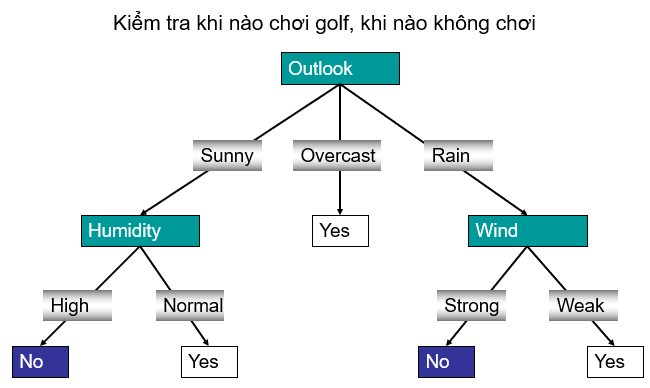 Kiểm tra khi nào chơi golf, khi nào không chơi
Outlook
Sunny
Overcast
Rain
Humidity
Yes
Wind
High
Normal
Strong
Weak
No
Yes
No
Yes